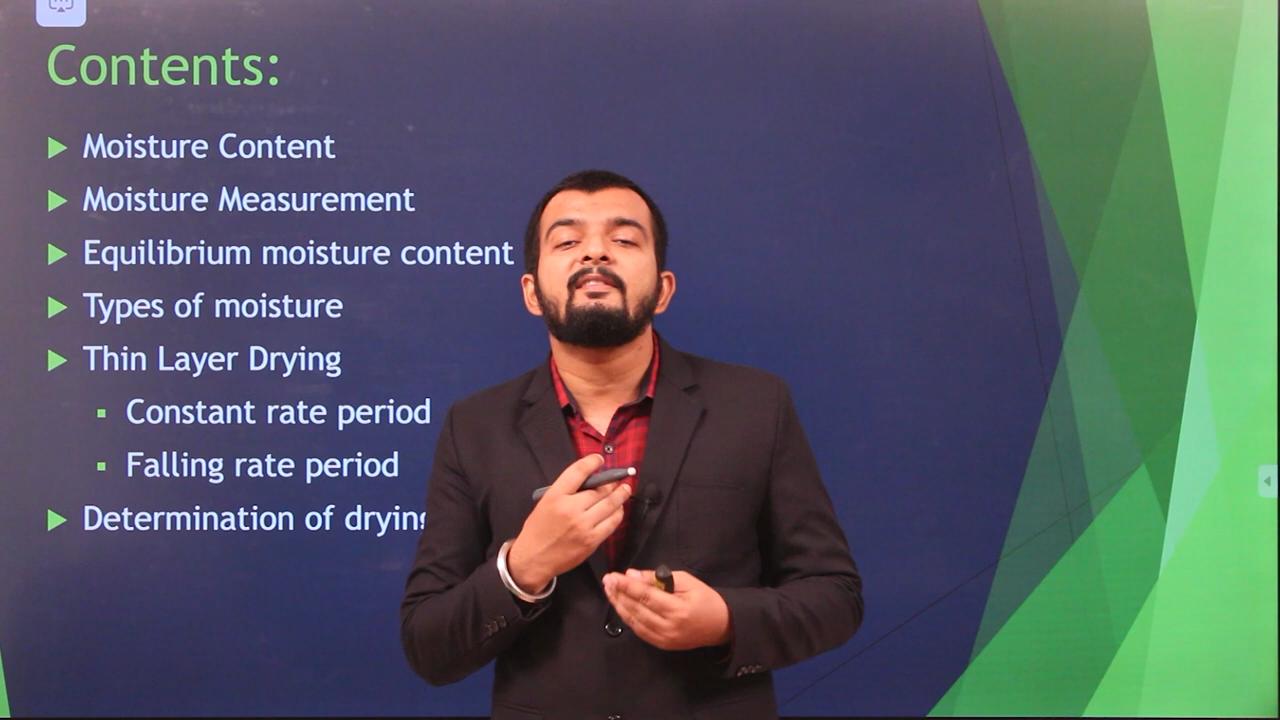 Contents:
Moisture Content
Moisture Measurement
Equilibrium moisture content
Types of moisture
Thin Layer Drying
Constant rate period
Falling rate period
Determination of drying